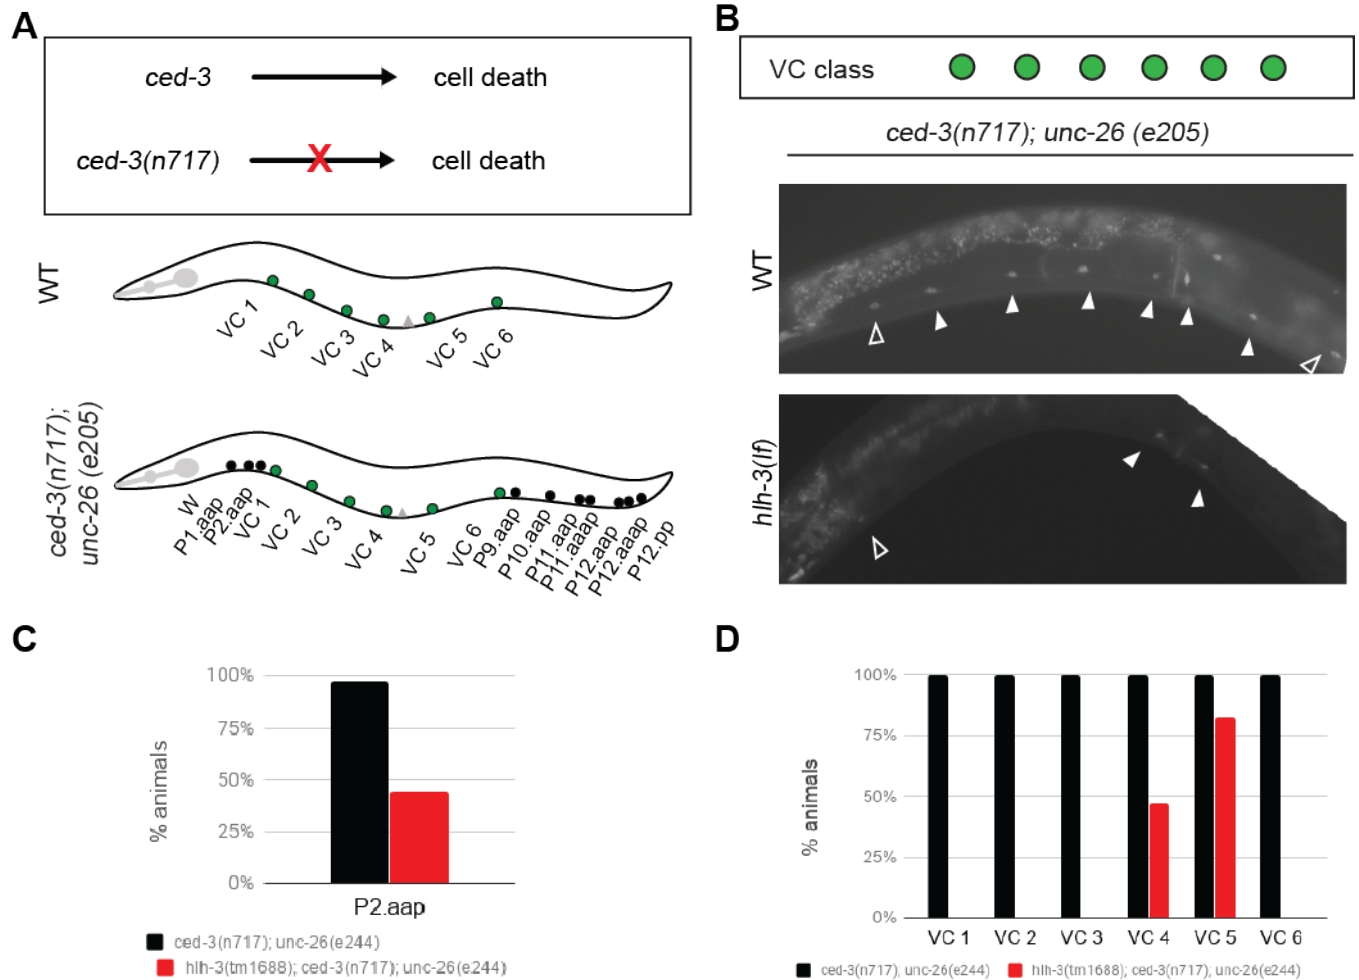 A
ced-3 cell death
ced-3(n717) X cell death
WT
VC 1
VC 2
VC 3
VC 4
VC 5
VC 6
ced-3(n717);
unc-26 (e205)
W
P1.aap
P2.aap
VC 1
VC 2
VC 3
VC 4
VC 5
VC 6
P9.aap
P10.aap
P11.aap
P11.aaap
P12.aap
P12.aaap
P12.pp
B
VC class
ced-3(n717); unc-26 (e205)
WT
hlh-3(lf)
C
% animals
100%
75%
50%
25%
0%
P2.aap
ced-3(n717); unc-26(e244)
hlh-3(tm1688); ced-3(n717); unc-26(e244)
D
% animals
100%
75%
50%
25%
0%
VC 1 VC 2 VC 3 VC 4 VC 5 VC 6
ced-3(n717); unc-26(e244) hlh-3(tm1688); ced-3(n717); unc-26(e244)